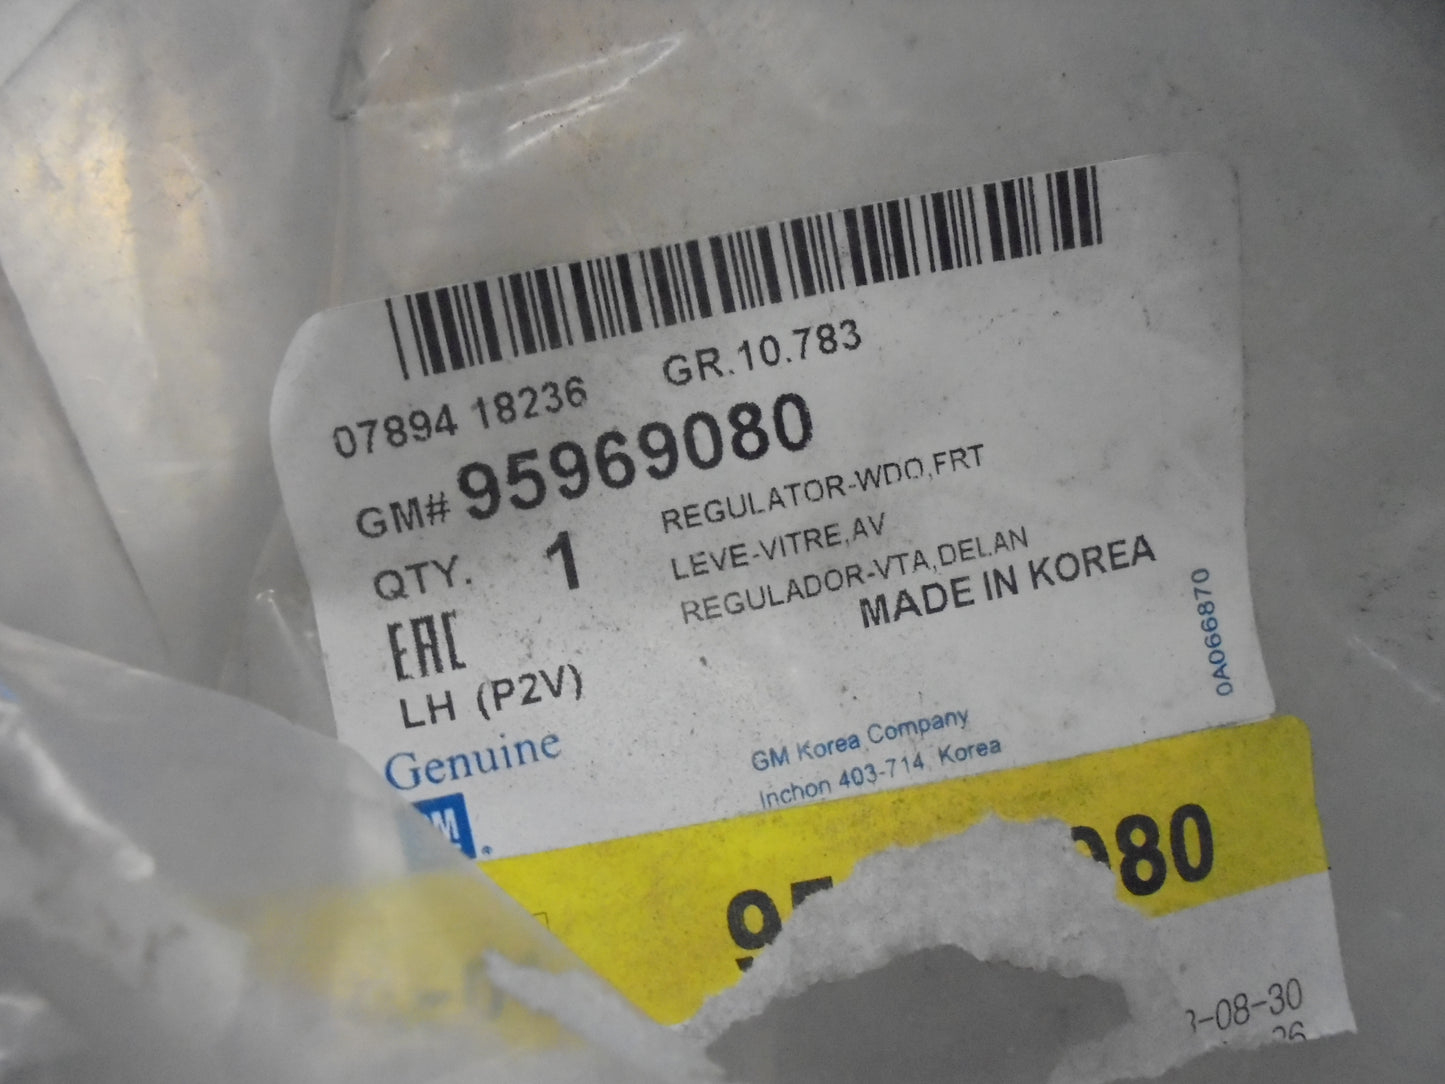 07894 18236 GR.10.783
GM# 95969080
QTY. 1
REGULATOR-WDO,FRT
LEVE-VITRE,AV
REGULADOR-VTA,DELAN
MADE IN KOREA
EAC
LH (P2V)
0A066870
Genuine
GM
GM Korea Company
Inchon 403-714, Korea
-08-30